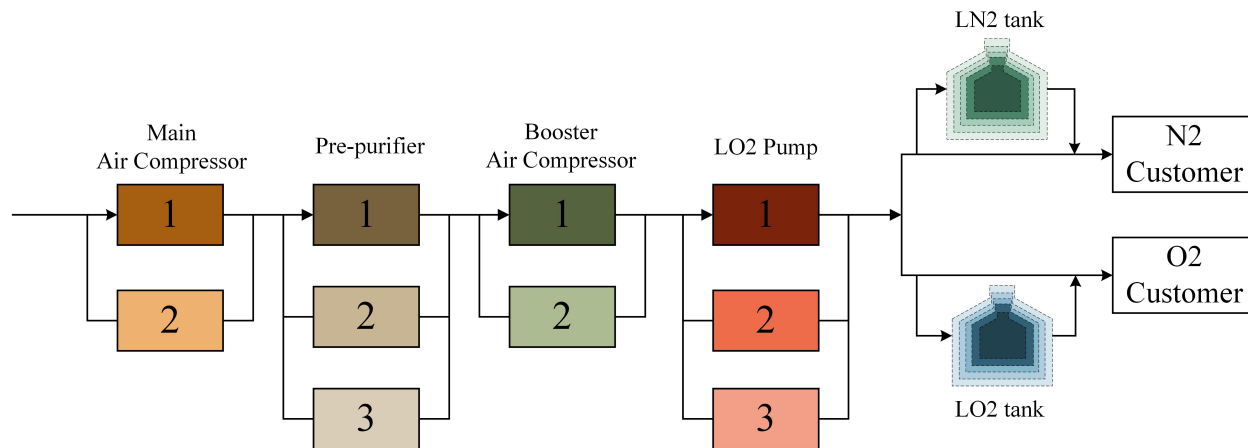 LN2 tank
Main
Air Compressor
Pre-purifier
Booster
Air Compressor
LO2 Pump
N2
Customer
1
1
1
1
O2
Customer
2
2
2
2
3
3
LO2 tank